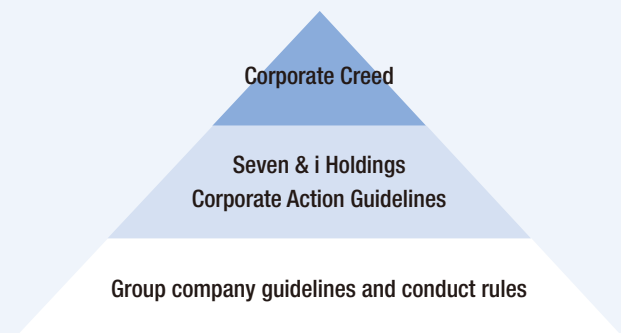 Corporate Creed
Seven & i Holdings
Corporate Action Guidelines
Group company guidelines and conduct rules